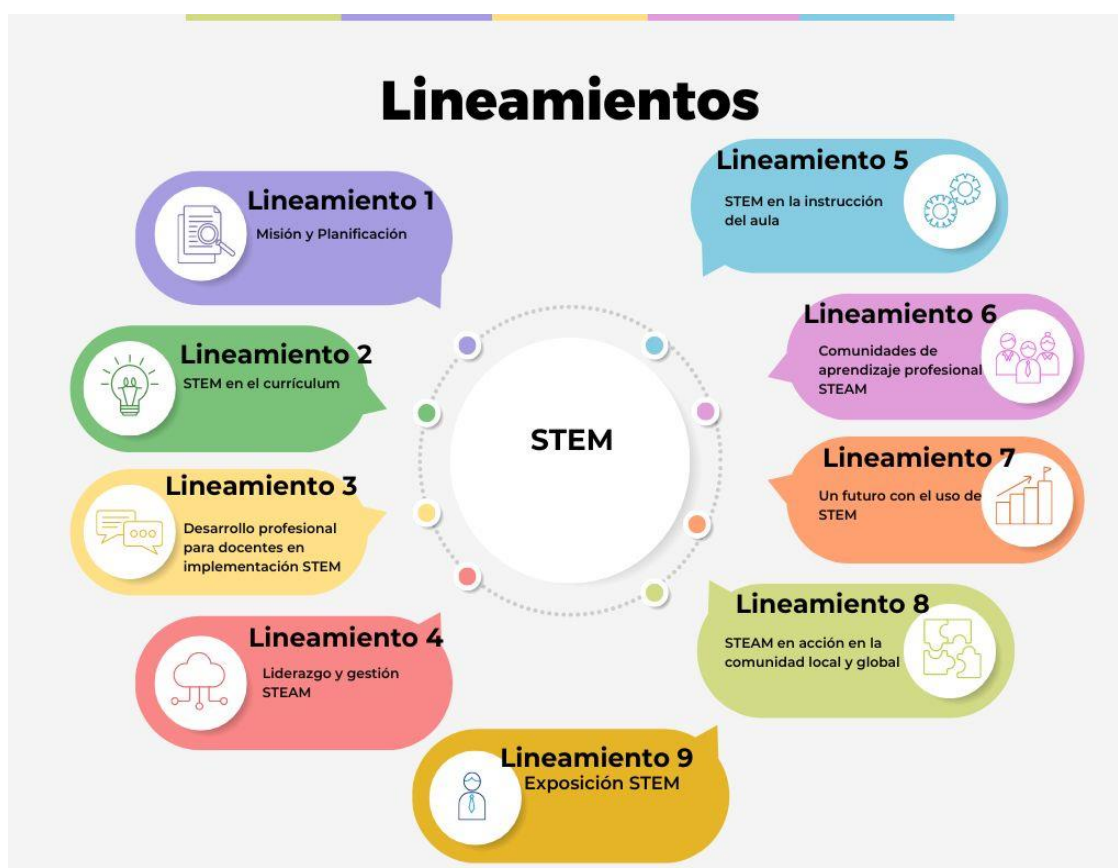 Lineamientos
Lineamiento 1
Misión y Planificación
Lineamiento 2
STEM en el currículum
Lineamiento 3
Desarrollo profesional
para docentes en
implementación STEM
Lineamiento 4
Liderazgo y gestión
STEAM
STEM
Lineamiento 5
STEM en la instrucción
del aula
Lineamiento 6
Comunidades de
aprendizaje profesional
STEAM
Lineamiento 7
Un futuro con el uso de
STEM
Lineamiento 8
STEAM en acción en la
comunidad local y global
Lineamiento 9
Exposición STEM